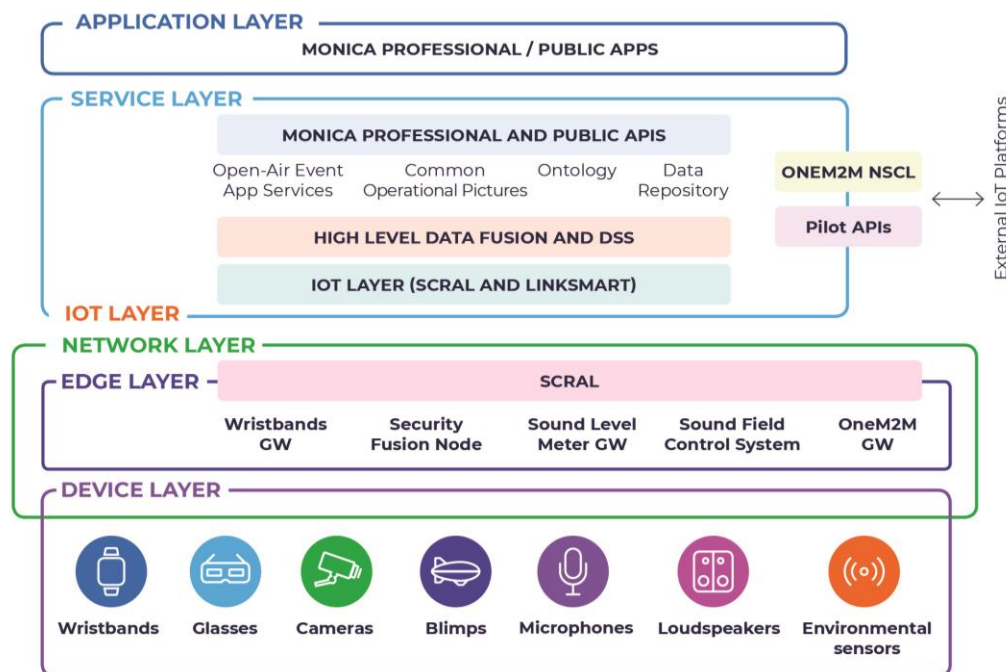 APPLICATION LAYER
MONICA PROFESSIONAL / PUBLIC APPS
SERVICE LAYER
MONICA PROFESSIONAL AND PUBLIC APIS
Open-Air Event
App Services
Common
Operational Pictures
Ontology
Data
Repository
ONEM2M NSCL
Pilot APIs
External IoT Platforms
HIGH LEVEL DATA FUSION AND DSS
IOT LAYER (SCRAL AND LINKSMART)
IOT LAYER
NETWORK LAYER
EDGE LAYER
SCRAL
Wristbands
GW
Security
Fusion Node
Sound Level
Meter GW
Sound Field
Control System
OneM2M
GW
DEVICE LAYER
Wristbands
Glasses
Cameras
Blimps
Microphones
Loudspeakers
Environmental
sensors